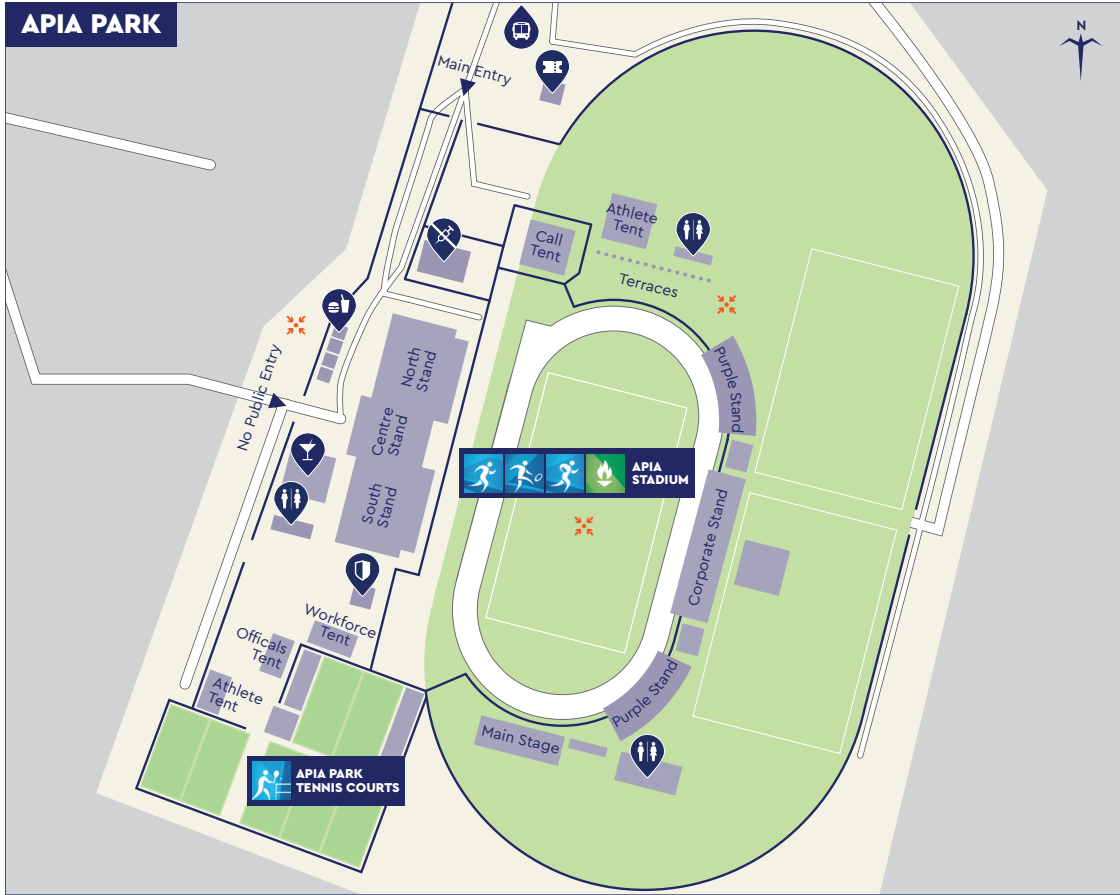 APIA PARK
N
Main Entry
Athlete
Tent
Call
Tent
Terraces
No Public Entry
North
Stand
Purple Stand
Centre
Stand
APIA
STADIUM
South
Stand
Corporate Stand
Workforce
Tent
Officals
Tent
Athlete
Tent
Purple Stand
Main Stage
APIA PARK
TENNIS COURTS